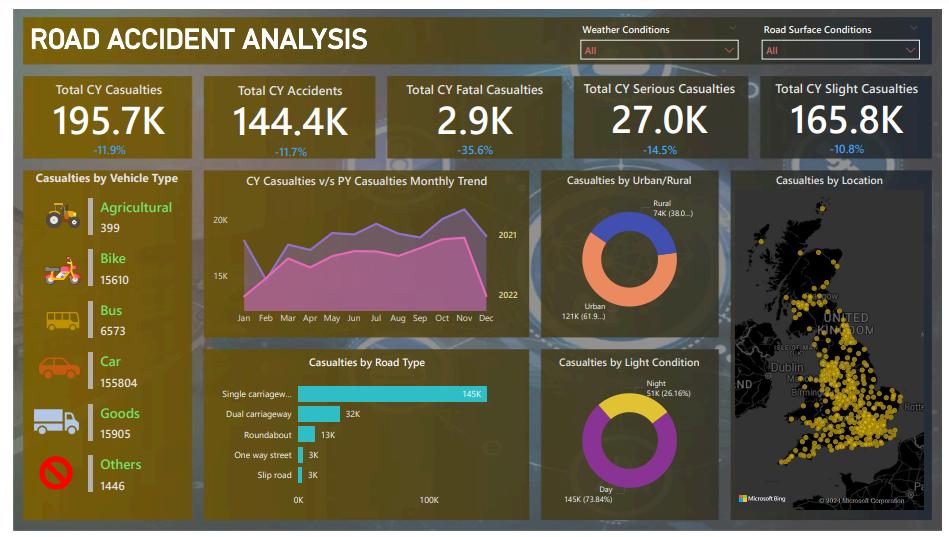 ROAD ACCIDENT ANALYSIS
Weather Conditions
All
Road Surface Conditions
All
Total CY Casualties
195.7K
-11.9%
Total CY Accidents
144.4K
-11.7%
Total CY Fatal Casualties
2.9K
-35.6%
Total CY Serious Casualties
27.0K
-14.5%
Total CY Slight Casualties
165.8K
-10.8%
Casualties by Vehicle Type
Agricultural
399
Bike
15610
Bus
6573
Car
155804
Goods
15905
Others
1446
CY Casualties v/s PY Casualties Monthly Trend
20K
15K
2021
2022
Jan Feb Mar Apr May Jun Jul Aug Sep Oct Nov Dec
Casualties by Road Type
Single carriagew... 145K
Dual carriageway 32K
Roundabout 13K
One way street 3K
Slip road 3K
0K 100K
Casualties by Urban/Rural
Rural
74K (38.0...)
Urban
121K (61.9...)
Casualties by Light Condition
Night
51K (26.16%)
Day
145K (73.84%)
Casualties by Location
UNITED
KINGDOM
ISLE OF MAN
Dublin
ND
Rotte
Microsoft Bing
© 2024 Microsoft Corporation